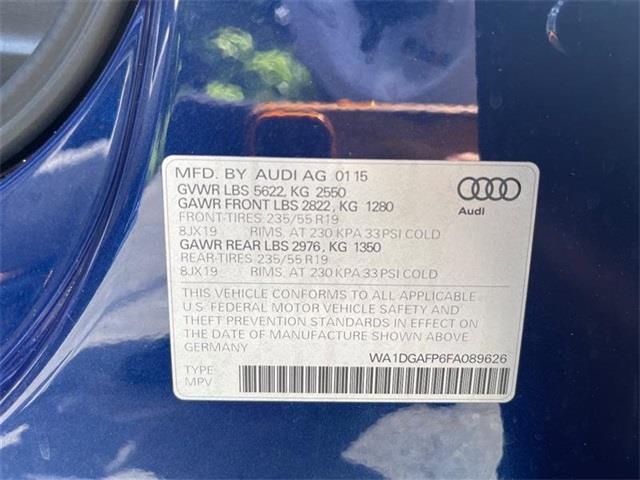 MFD. BY AUDI AG 01 15
GVWR LBS 5622, KG 2550
GAWR FRONT LBS 2822, KG 1280
FRONT-TIRES 235/55 R19
8JX19 RIMS. AT 230 KPA 33 PSI COLD
GAWR REAR LBS 2976, KG 1350
REAR-TIRES 235/55 R19
8JX19 RIMS. AT 230 KPA 33 PSI COLD
Audi
THIS VEHICLE CONFORMS TO ALL APPLICABLE
U.S. FEDERAL MOTOR VEHICLE SAFETY AND
THEFT PREVENTION STANDARDS IN EFFECT ON
THE DATE OF MANUFACTURE SHOWN ABOVE
GERMANY
WA1DGAFP6FA089626
TYPE
MPV